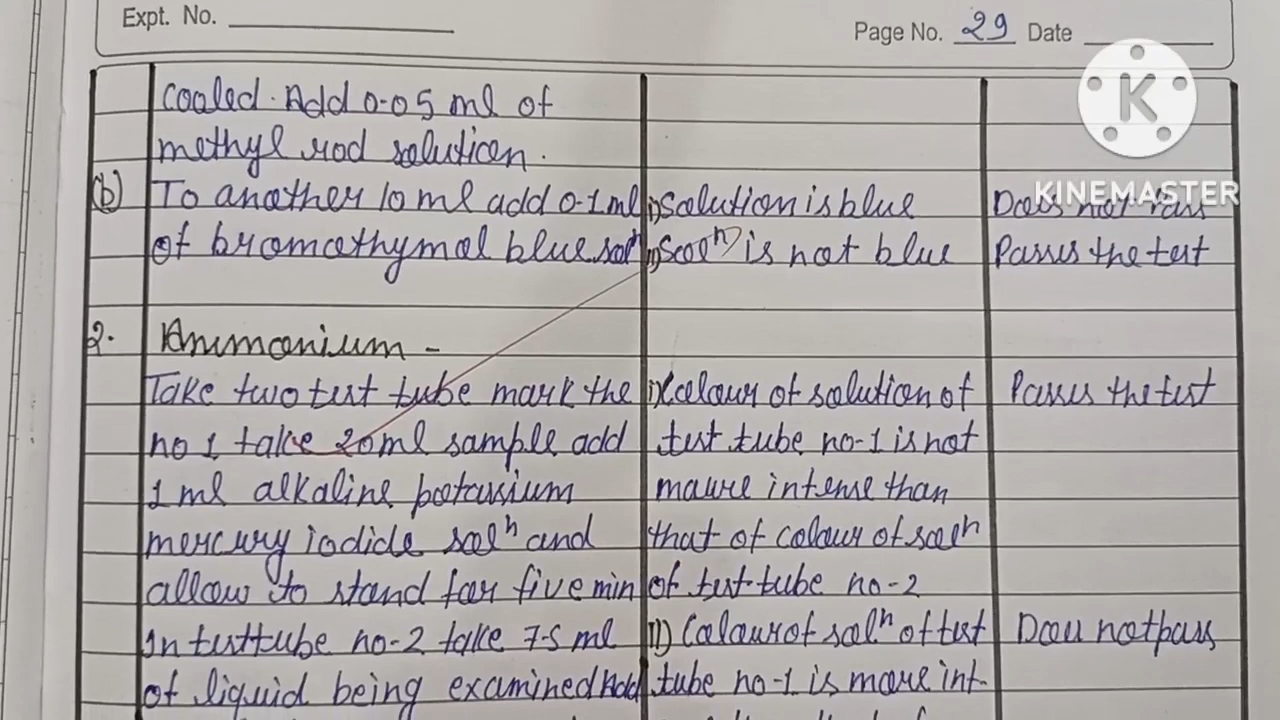 Expt. No.
Page No. 29 Date
K
KINEMASTER
cooled. Add 0.05 ml of
methyl red solution.
(b) To another 10 ml add 0.1 ml i) Solution is blue Does not Pass
of bromothymol blue solⁿ ii) Solⁿ is not blue Passes the test
2. Ammonium -
Take two test tube mark the i) Colour of solution of Passes the test
no 1 take 20 ml sample add test tube no-1 is not
1 ml alkaline potassium more intense than
mercury iodide solⁿ and that of colour of solⁿ
allow to stand for five min of test tube no-2
In test tube no-2 take 7.5 ml II) Colour of solⁿ of test Does not pass
of liquid being examined Add tube no-1 is more int-